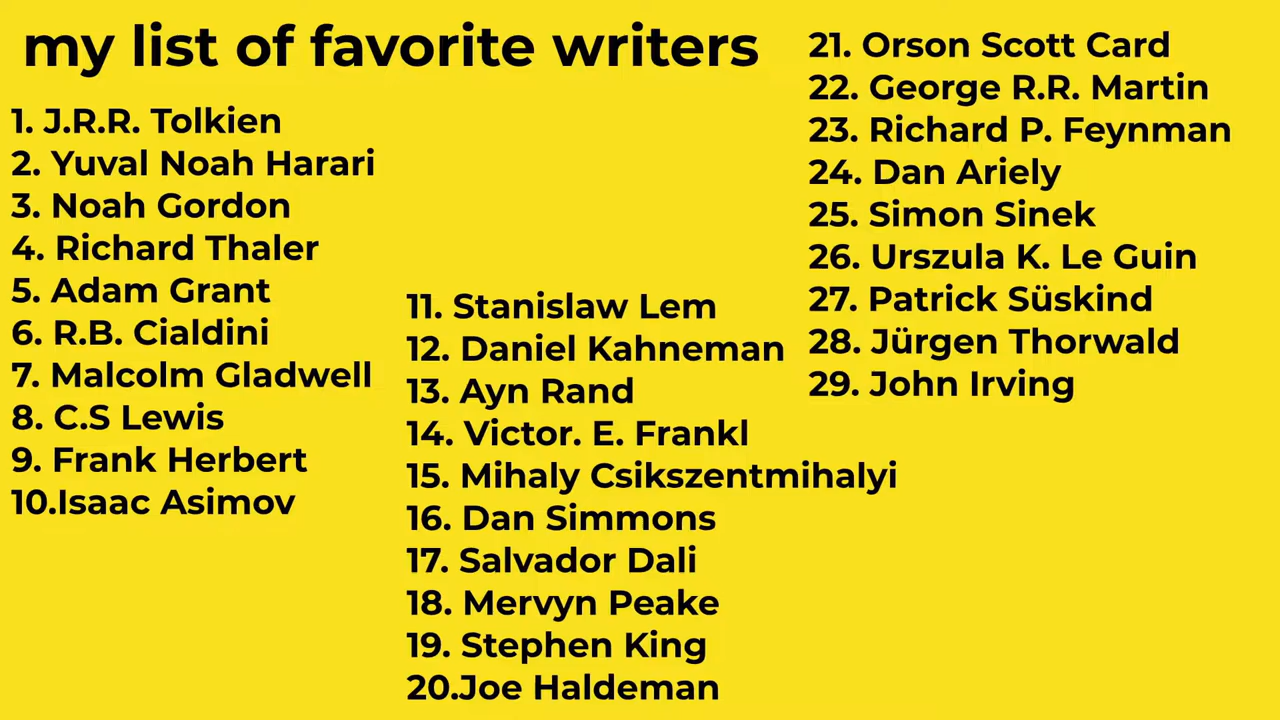 my list of favorite writers
1. J.R.R. Tolkien
2. Yuval Noah Harari
3. Noah Gordon
4. Richard Thaler
5. Adam Grant
6. R.B. Cialdini
7. Malcolm Gladwell
8. C.S Lewis
9. Frank Herbert
10.Isaac Asimov
11. Stanislaw Lem
12. Daniel Kahneman
13. Ayn Rand
14. Victor. E. Frankl
15. Mihaly Csikszentmihalyi
16. Dan Simmons
17. Salvador Dali
18. Mervyn Peake
19. Stephen King
20.Joe Haldeman
21. Orson Scott Card
22. George R.R. Martin
23. Richard P. Feynman
24. Dan Ariely
25. Simon Sinek
26. Urszula K. Le Guin
27. Patrick Süskind
28. Jürgen Thorwald
29. John Irving